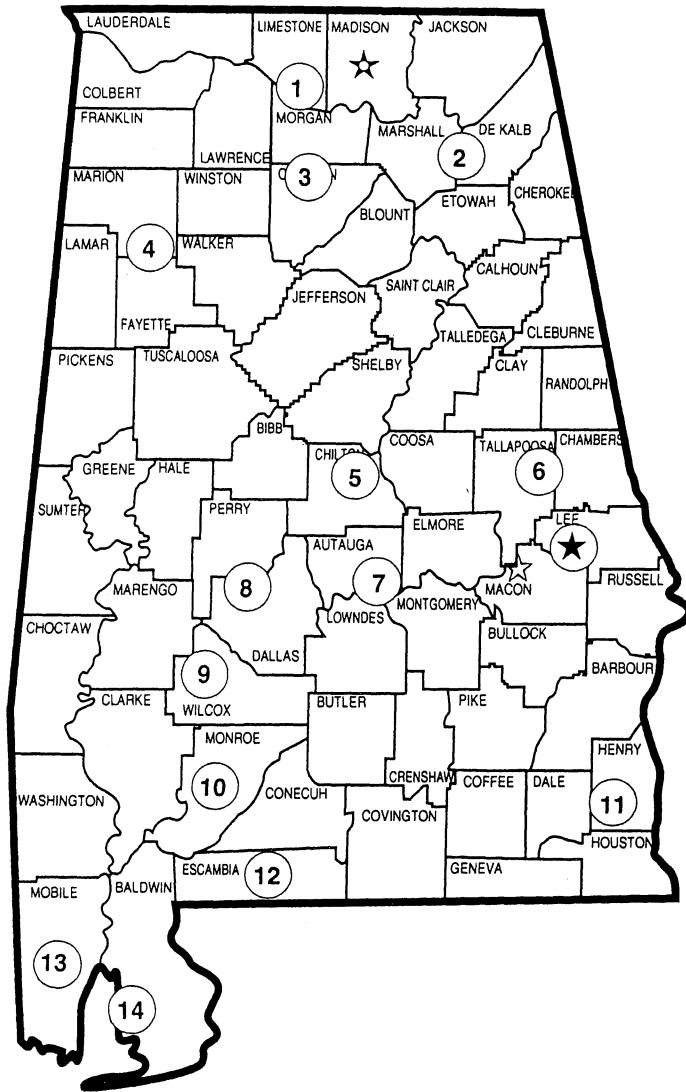 LAUDERDALE
LIMESTONE
MADISON
JACKSON
COLBERT
1
FRANKLIN
MORGAN
MARSHALL
DE KALB
LAWRENCE
2
MARION
WINSTON
3
CHEROKEE
BLOUNT
ETOWAH
LAMAR
4
WALKER
SAINT CLAIR
CALHOUN
JEFFERSON
FAYETTE
TALLEDEGA
CLEBURNE
PICKENS
TUSCALOOSA
SHELBY
CLAY
RANDOLPH
BIBB
COOSA
TALLAPOOSA
CHAMBERS
GREENE
HALE
5
6
SUMTER
PERRY
ELMORE
LEE
AUTAUGA
MARENGO
8
7
MACON
RUSSELL
MONTGOMERY
CHOCTAW
LOWNDES
BULLOCK
DALLAS
BARBOUR
9
CLARKE
WILCOX
BUTLER
PIKE
MONROE
HENRY
10
CRENSHAW
COFFEE
DALE
WASHINGTON
CONECUH
COVINGTON
11
HOUSTON
MOBILE
BALDWIN
ESCAMBIA
12
GENEVA
13
14